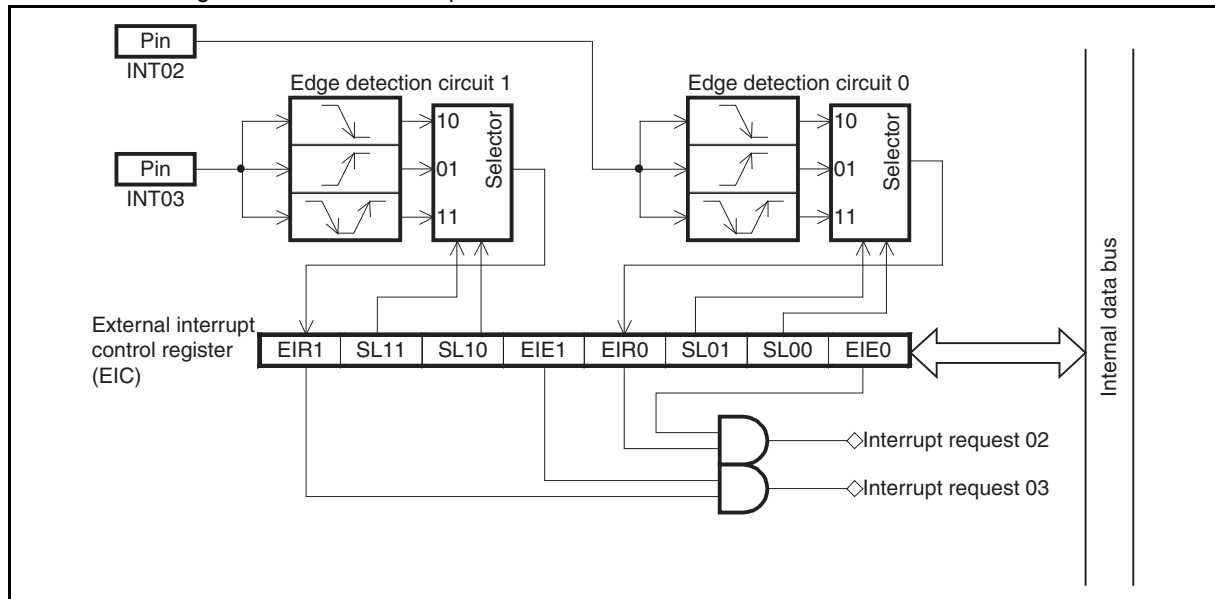 Pin
INT02
Edge detection circuit 1
Edge detection circuit 0
10
01
11
Selector
10
01
11
Selector
Pin
INT03
External interrupt
control register
(EIC)
EIR1 SL11 SL10 EIE1 EIR0 SL01 SL00 EIE0
Internal data bus
Interrupt request 02
Interrupt request 03